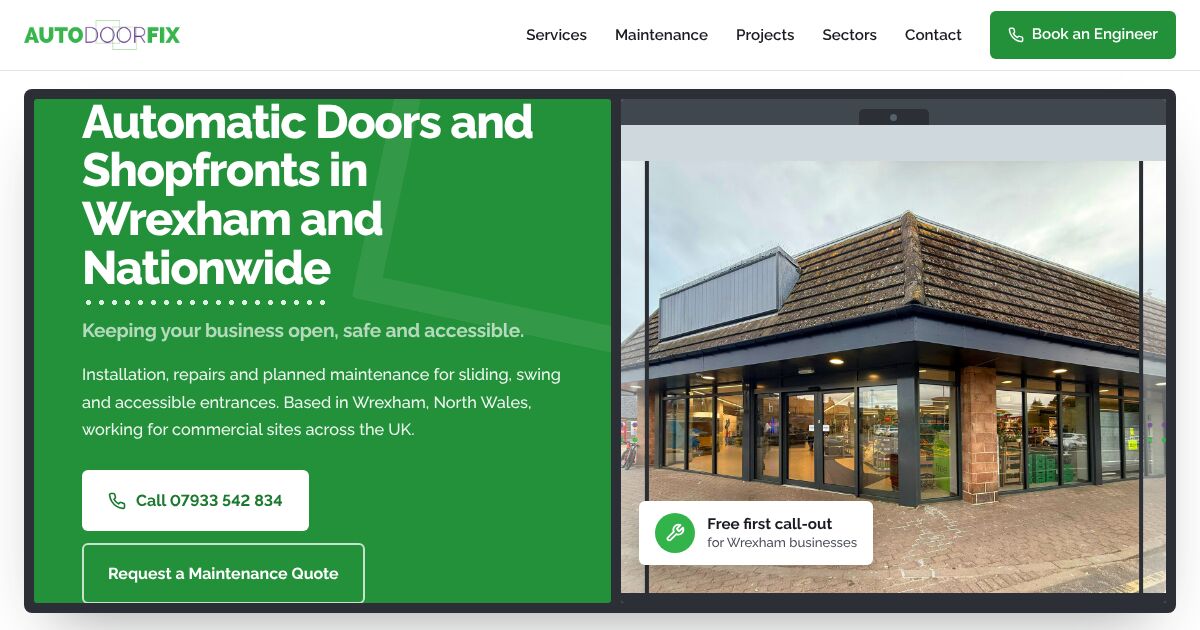 AUTODOORFIX
Services
Maintenance
Projects
Sectors
Contact
Book an Engineer
Automatic Doors and
Shopfronts in
Wrexham and
Nationwide
Keeping your business open, safe and accessible.
Installation, repairs and planned maintenance for sliding, swing
and accessible entrances. Based in Wrexham, North Wales,
working for commercial sites across the UK.
Call 07933 542 834
Request a Maintenance Quote
Free first call-out
for Wrexham businesses